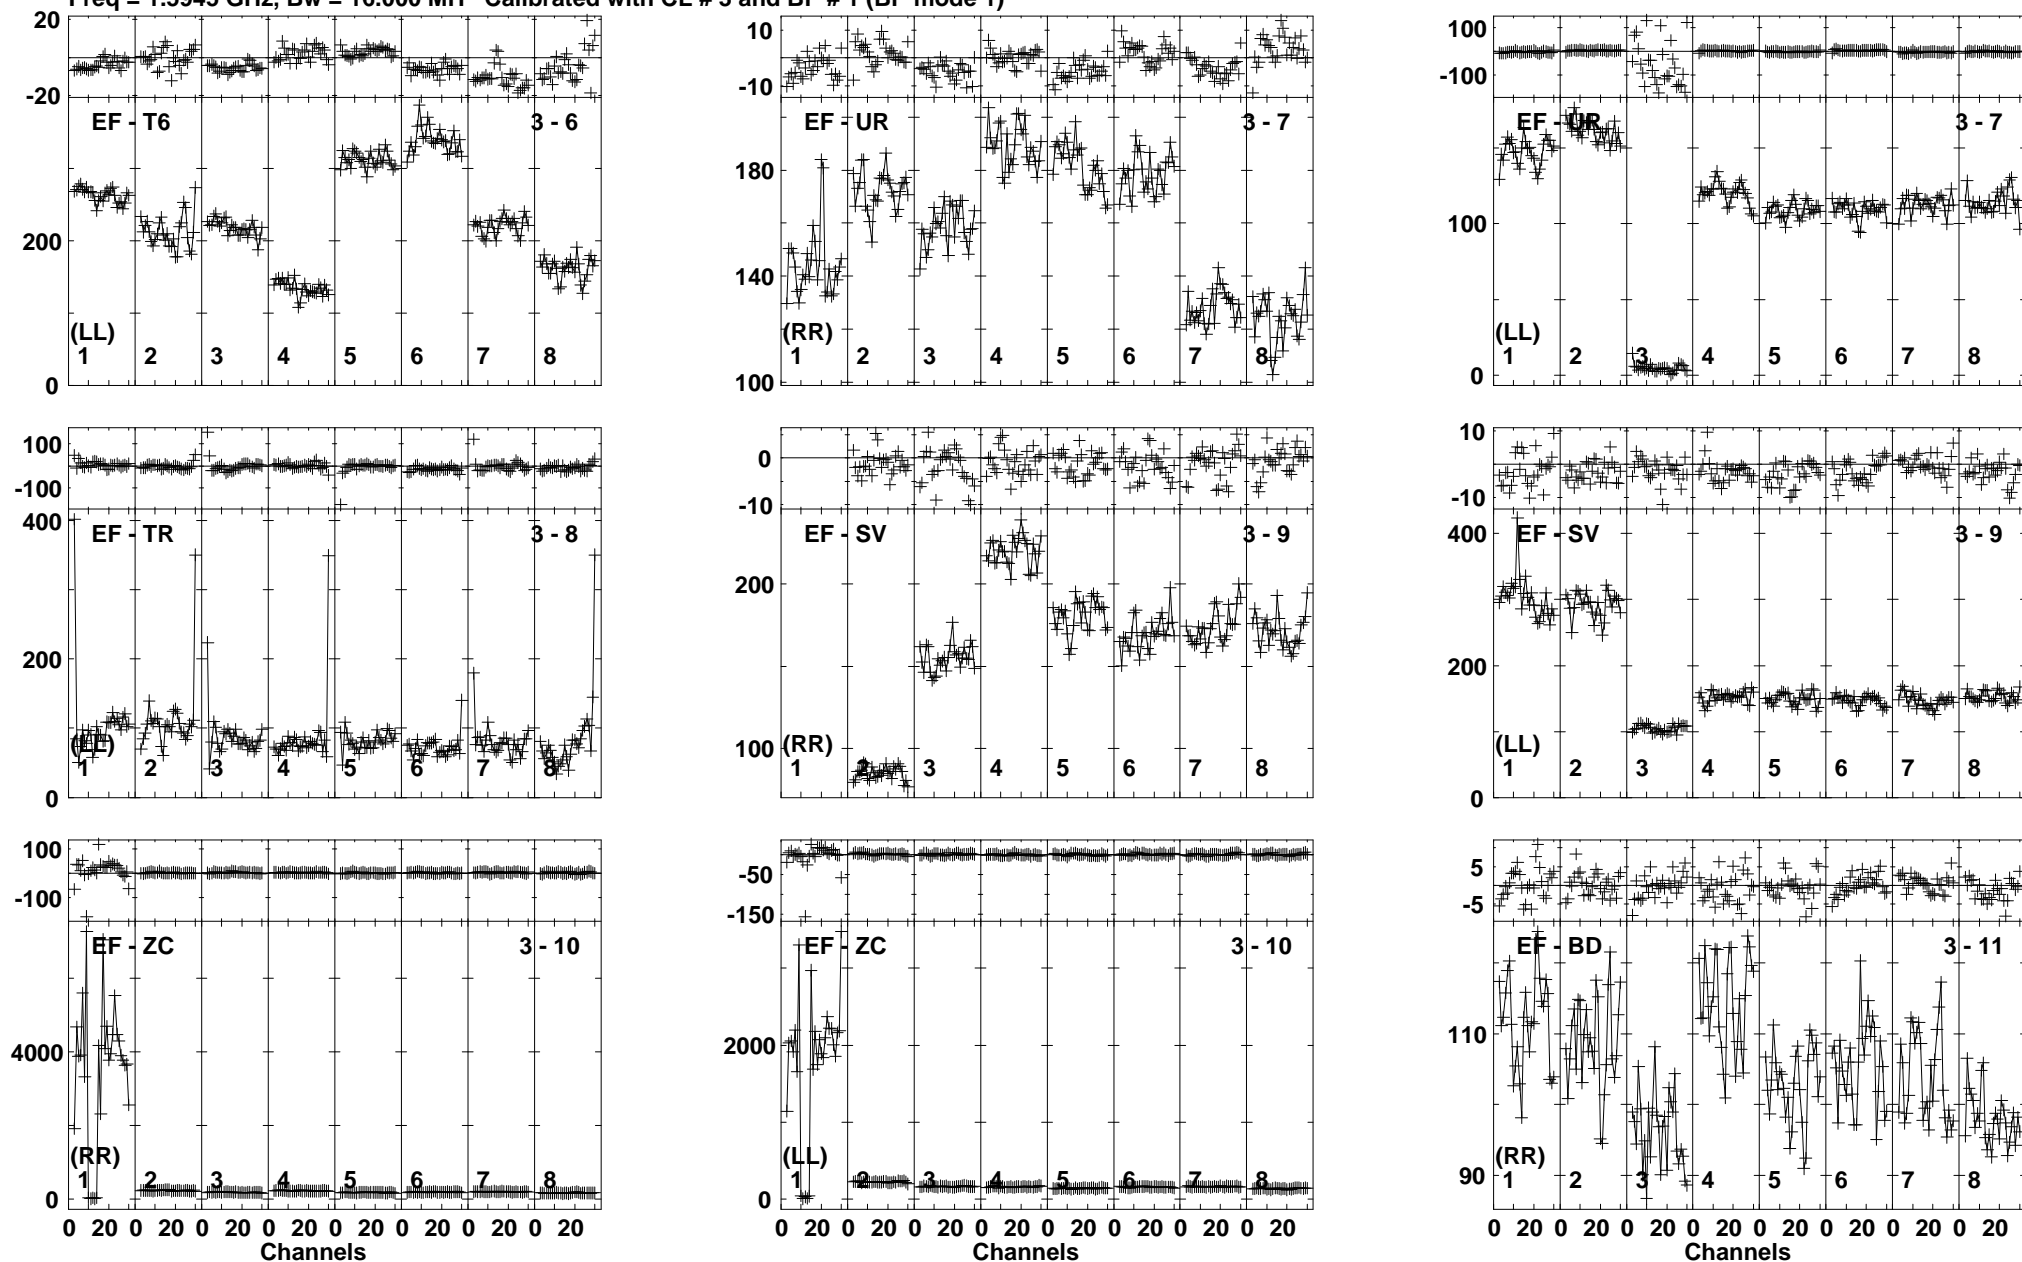 Freq = 1.5943 GHz, Bw = 16.000 MH Calibrated with CL # 3 and BP # 1 (BP mode 1)
20
-20
EF - T6 3 - 6
200
(LL)
1 2 3 4 5 6 7 8
0
10
-10
EF - UR 3 - 7
180
140
(RR)
1 2 3 4 5 6 7 8
100
100
-100
EF - UR 3 - 7
100
(LL)
1 2 3 4 5 6 7 8
0
100
-100
400
EF - TR 3 - 8
200
(LL)
1 2 3 4 5 6 7 8
0
0
-10
EF - SV 3 - 9
200
100
(RR)
1 2 3 4 5 6 7 8
10
-10
400
EF - SV 3 - 9
200
(LL)
1 2 3 4 5 6 7 8
0
100
-100
EF - ZC 3 - 10
4000
(RR)
1 2 3 4 5 6 7 8
0
0 20 0 20 0 20 0 20 0 20 0 20 0 20 0 20
Channels
-50
-150
EF - ZC 3 - 10
2000
(LL)
1 2 3 4 5 6 7 8
0
0 20 0 20 0 20 0 20 0 20 0 20 0 20 0 20
Channels
5
-5
EF - BD 3 - 11
110
(RR)
90
1 2 3 4 5 6 7 8
0 20 0 20 0 20 0 20 0 20 0 20 0 20 0 20
Channels